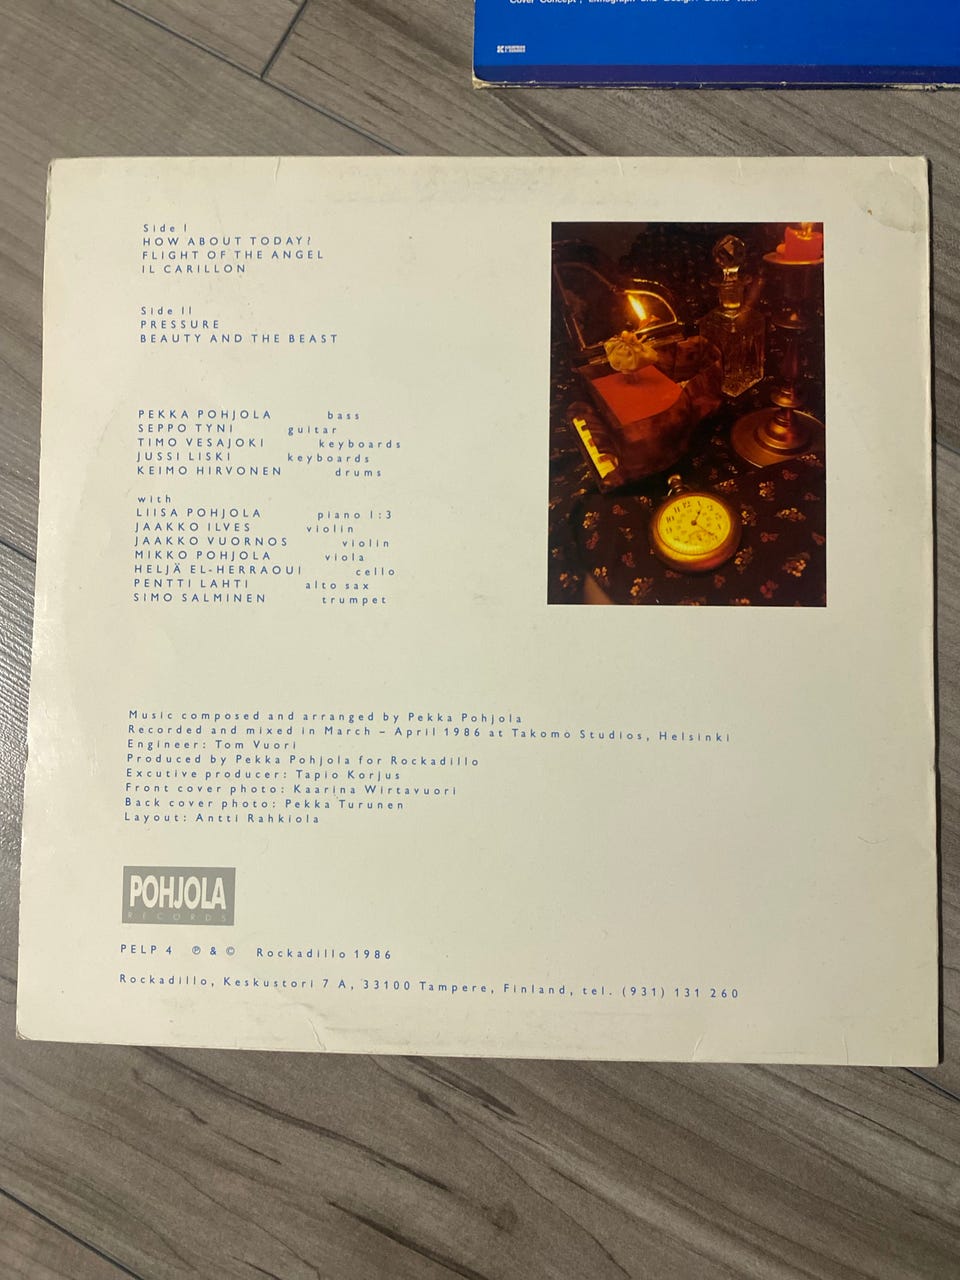 Cover Concept, Lithograph and Design:
K
Side I
HOW ABOUT TODAY?
FLIGHT OF THE ANGEL
IL CARILLON
Side II
PRESSURE
BEAUTY AND THE BEAST
PEKKA POHJOLA bass
SEPPO TYNI guitar
TIMO VESAJOKI keyboards
JUSSI LISKI keyboards
KEIMO HIRVONEN drums
with
LIISA POHJOLA piano I:3
JAAKKO ILVES violin
JAAKKO VUORNOS violin
MIKKO POHJOLA viola
HELJÄ EL-HERRAOUI cello
PENTTI LAHTI alto sax
SIMO SALMINEN trumpet
Music composed and arranged by Pekka Pohjola
Recorded and mixed in March – April 1986 at Takomo Studios, Helsinki
Engineer: Tom Vuori
Produced by Pekka Pohjola for Rockadillo
Excutive producer: Tapio Korjus
Front cover photo: Kaarina Wirtavuori
Back cover photo: Pekka Turunen
Layout: Antti Rahkiola
POHJOLA
RECORDS
PELP 4 ℗ & © Rockadillo 1986
Rockadillo, Keskustori 7 A, 33100 Tampere, Finland, tel. (931) 131 260